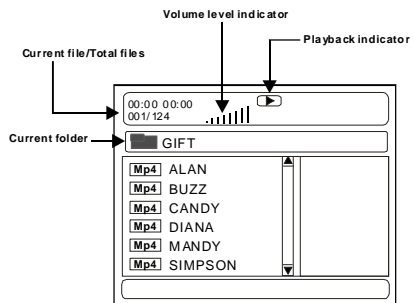 Volume level indicator
Playback indicator
Current file/Total files
00:00 00:00
001/124
Current folder
GIFT
Mp4 ALAN
Mp4 BUZZ
Mp4 CANDY
Mp4 DIANA
Mp4 MANDY
Mp4 SIMPSON